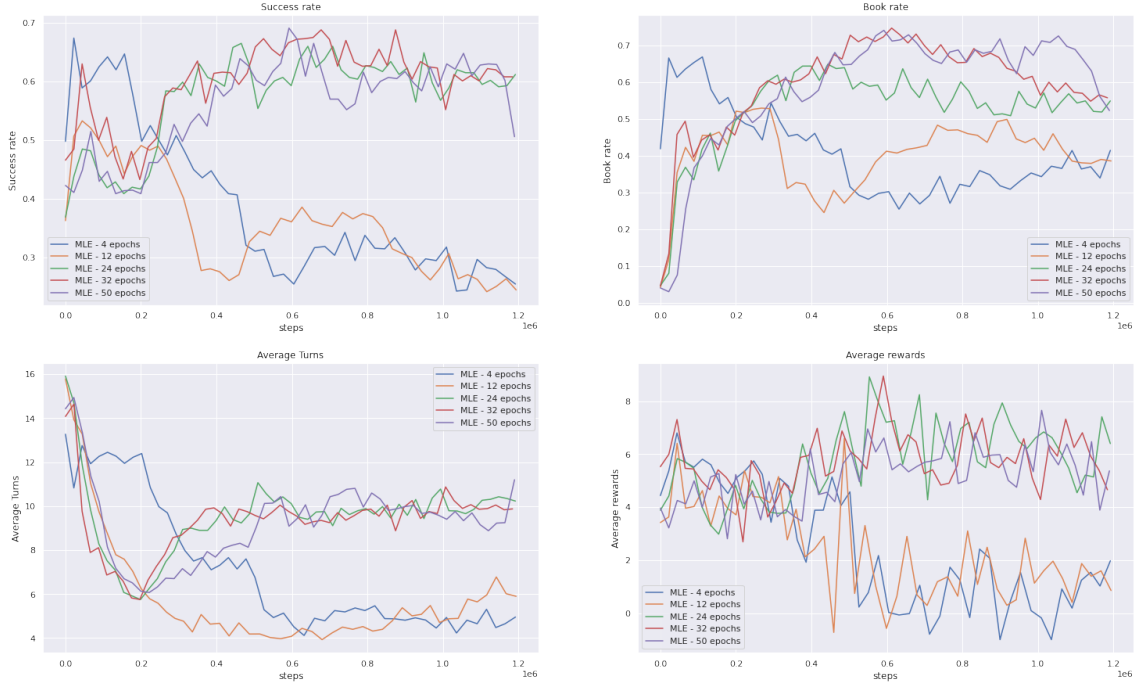 Success rate
Success rate
0.7
0.6
0.5
0.4
0.3
MLE - 4 epochs
MLE - 12 epochs
MLE - 24 epochs
MLE - 32 epochs
MLE - 50 epochs
0.0 0.2 0.4 0.6 0.8 1.0 1.2
1e6
steps
Book rate
Book rate
0.7
0.6
0.5
0.4
0.3
0.2
0.1
0.0
MLE - 4 epochs
MLE - 12 epochs
MLE - 24 epochs
MLE - 32 epochs
MLE - 50 epochs
0.0 0.2 0.4 0.6 0.8 1.0 1.2
1e6
steps
Average Turns
Average Turns
16
14
12
10
8
6
4
MLE - 4 epochs
MLE - 12 epochs
MLE - 24 epochs
MLE - 32 epochs
MLE - 50 epochs
0.0 0.2 0.4 0.6 0.8 1.0 1.2
1e6
steps
Average rewards
Average rewards
8
6
4
2
0
MLE - 4 epochs
MLE - 12 epochs
MLE - 24 epochs
MLE - 32 epochs
MLE - 50 epochs
0.0 0.2 0.4 0.6 0.8 1.0 1.2
1e6
steps